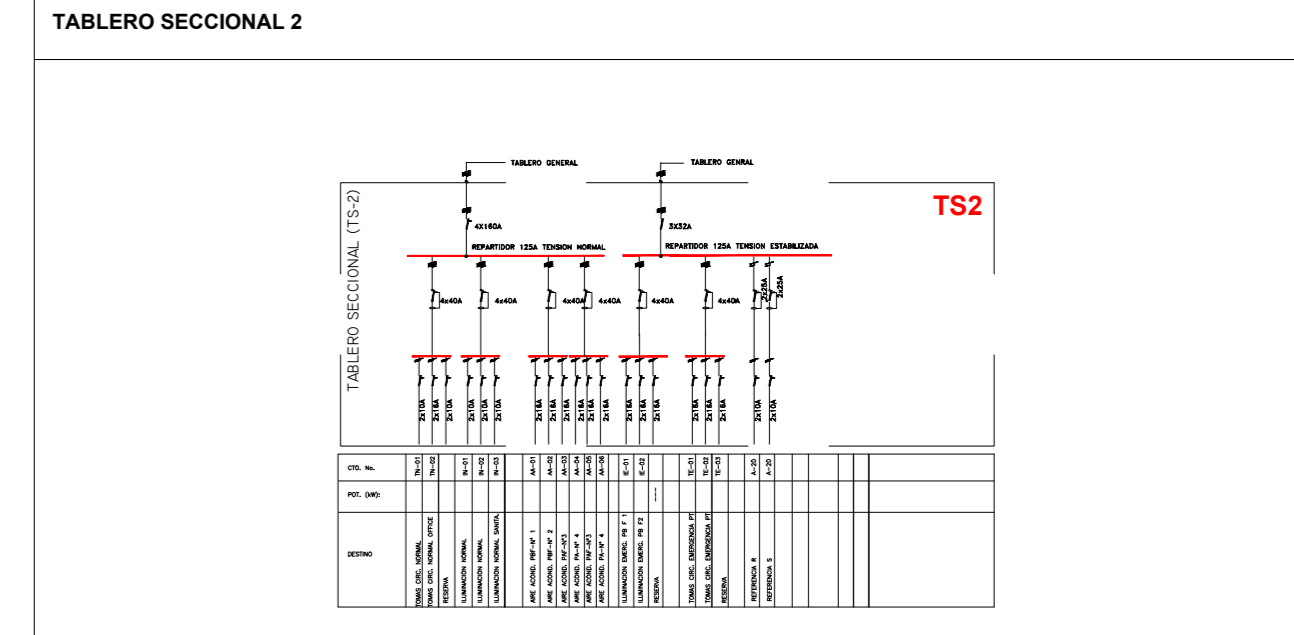 TABLERO SECCIONAL 2
TABLERO GENERAL
TABLERO GENRAL
TABLERO SECCIONAL (TS-2)
TS2
4X160A
3X32A
REPARTIDOR 125A TENSION NORMAL
REPARTIDOR 125A TENSION ESTABILIZADA
4x40A
4x40A
4x40A
4x40A
4x40A
4x40A
2x25A
2x25A
2x10A
2x16A
2x10A
2x10A
2x10A
2x10A
2x16A
2x16A
2x16A
2x16A
2x16A
2x16A
2x16A
2x16A
2x16A
2x16A
2x16A
2x16A
2x10A
2x10A
CTO. No.
TN-01
TN-02
IN-01
IN-02
IN-03
AA-01
AA-02
AA-03
AA-04
AA-05
AA-06
IE-01
IE-02
TE-01
TE-02
TE-03
A-20
A-20
POT. (kW):
---
DESTINO
TOMAS CIRC. NORMAL
TOMAS CIRC. NORMAL OFFICE
RESERVA
ILUMINACION NORMAL
ILUMINACION NORMAL
ILUMINACION NORMAL SANITA.
AIRE ACOND. PBF-N° 1
AIRE ACOND. PBF-N° 2
AIRE ACOND. PAF-N°3
AIRE ACOND. PA-N° 4
AIRE ACOND. PAF-N°3
AIRE ACOND. PA-N° 4
ILUMINACION EMERG. PB F 1
ILUMINACION EMERG. PB F2
RESERVA
TOMAS CIRC. EMERGENCIA PT
TOMAS CIRC. EMERGENCIA PT
RESERVA
REFERENCIA R
REFERENCIA S